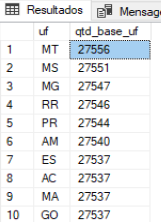 Resultados Mensage
uf qtd_base_uf
1 MT 27556
2 MS 27551
3 MG 27547
4 RR 27546
5 PR 27544
6 AM 27540
7 ES 27537
8 AC 27537
9 MA 27537
10 GO 27537